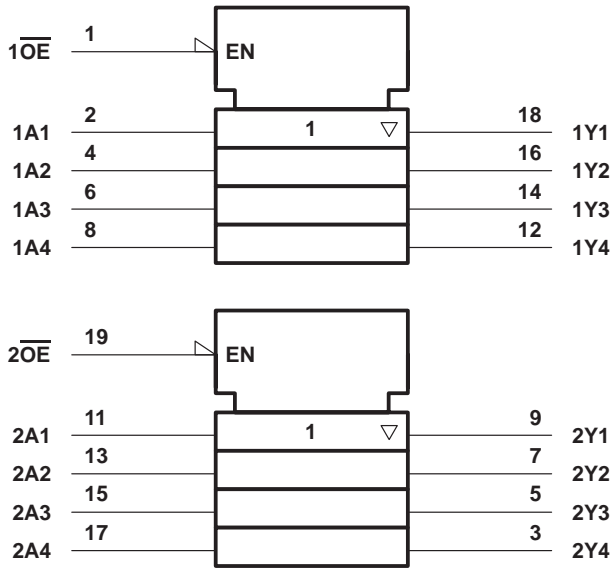 1O̅E̅ 1 EN
1A1 2 1 ▽ 18 1Y1
1A2 4 16 1Y2
1A3 6 14 1Y3
1A4 8 12 1Y4
2O̅E̅ 19 EN
2A1 11 1 ▽ 9 2Y1
2A2 13 7 2Y2
2A3 15 5 2Y3
2A4 17 3 2Y4